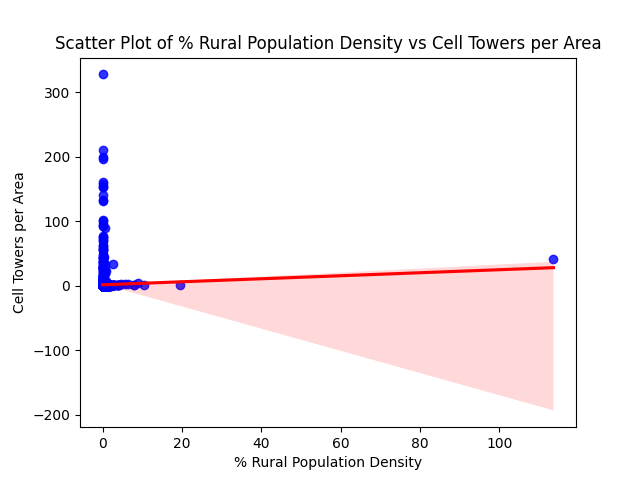 Scatter Plot of % Rural Population Density vs Cell Towers per Area
300
200
100
0
−100
−200
Cell Towers per Area
0 20 40 60 80 100
% Rural Population Density